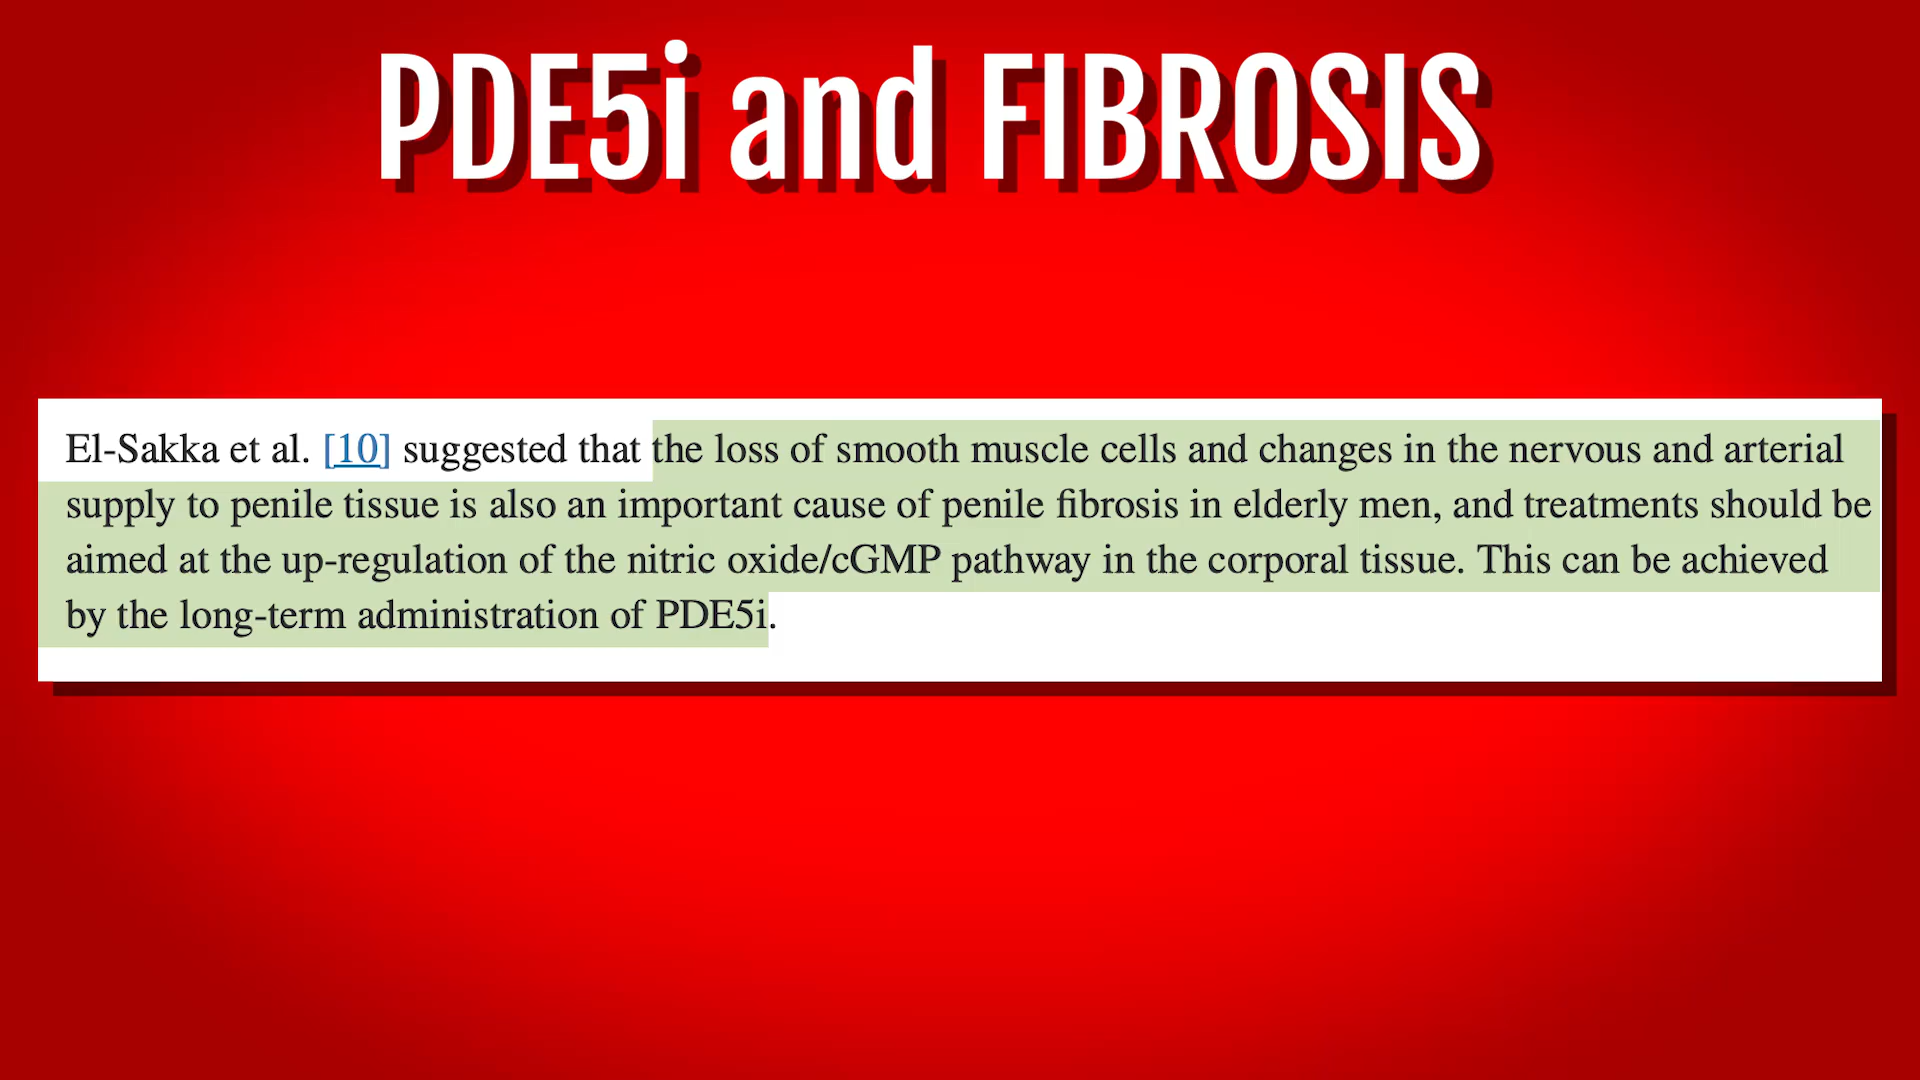 PDE5i and FIBROSIS
El-Sakka et al. [10] suggested that the loss of smooth muscle cells and changes in the nervous and arterial
supply to penile tissue is also an important cause of penile fibrosis in elderly men, and treatments should be
aimed at the up-regulation of the nitric oxide/cGMP pathway in the corporal tissue. This can be achieved
by the long-term administration of PDE5i.